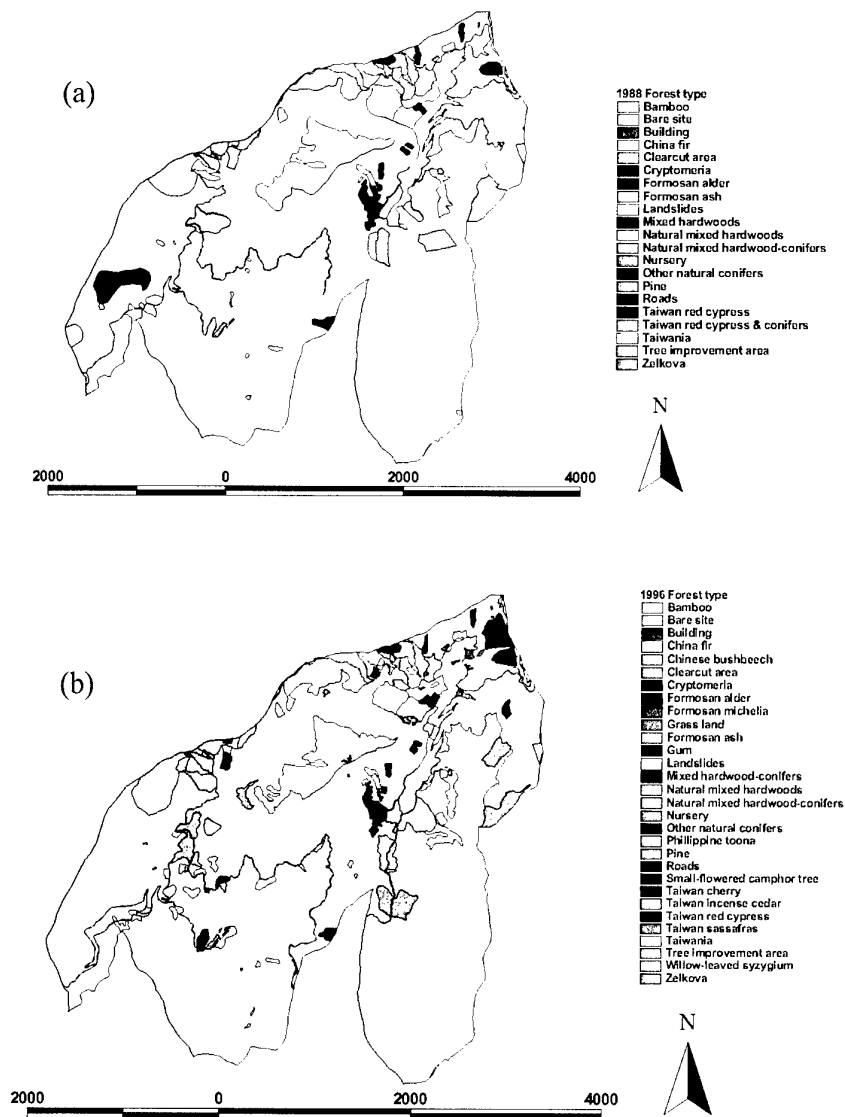 (a)
1988 Forest type
Bamboo
Bare site
Building
China fir
Clearcut area
Cryptomeria
Formosan alder
Formosan ash
Landslides
Mixed hardwoods
Natural mixed hardwoods
Natural mixed hardwood-conifers
Nursery
Other natural conifers
Pine
Roads
Taiwan red cypress
Taiwan red cypress & conifers
Taiwania
Tree improvement area
Zelkova
N
2000 0 2000 4000
(b)
1996 Forest type
Bamboo
Bare site
Building
China fir
Chinese bushbeech
Clearcut area
Cryptomeria
Formosan alder
Formosan michelia
Grass land
Formosan ash
Gum
Landslides
Mixed hardwood-conifers
Natural mixed hardwoods
Natural mixed hardwood-conifers
Nursery
Other natural conifers
Phillippine toona
Pine
Roads
Small-flowered camphor tree
Taiwan cherry
Taiwan incense cedar
Taiwan red cypress
Taiwan sassafras
Taiwania
Tree improvement area
Willow-leaved syzygium
Zelkova
N
2000 0 2000 4000